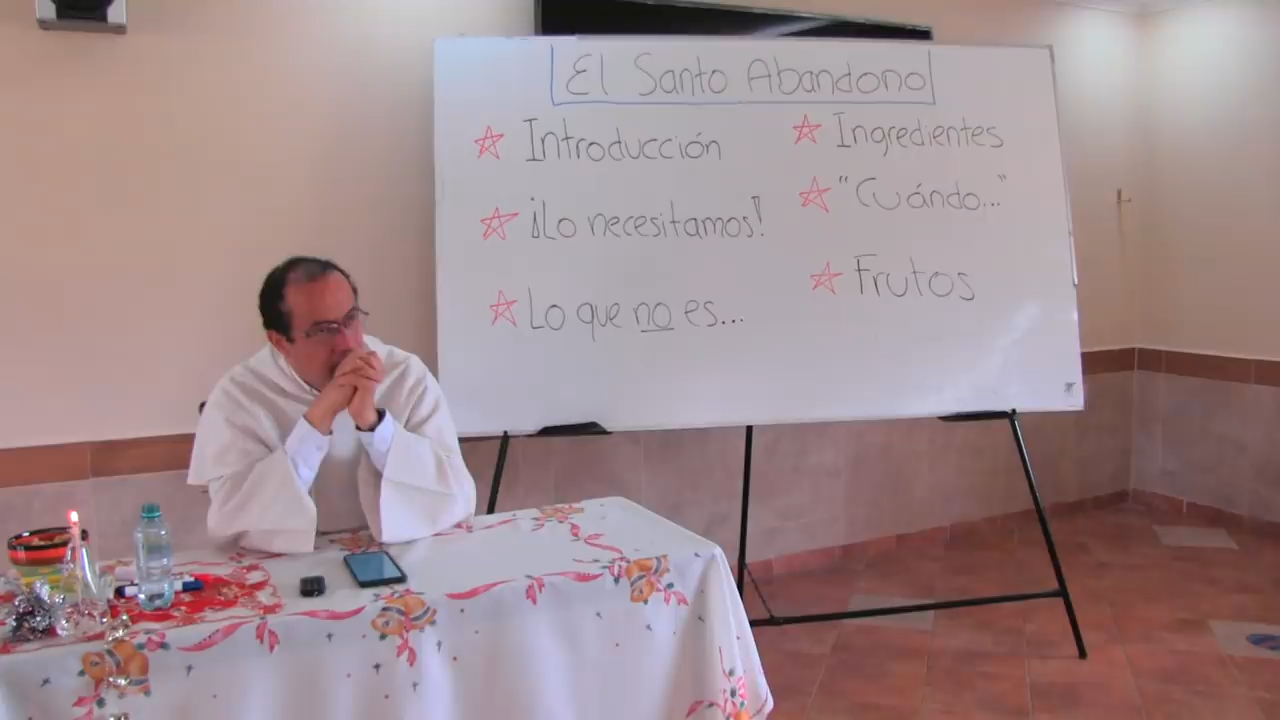 El Santo Abandono
Introducción
¡Lo necesitamos!
Lo que no es...
Ingredientes
"Cuándo..."
Frutos